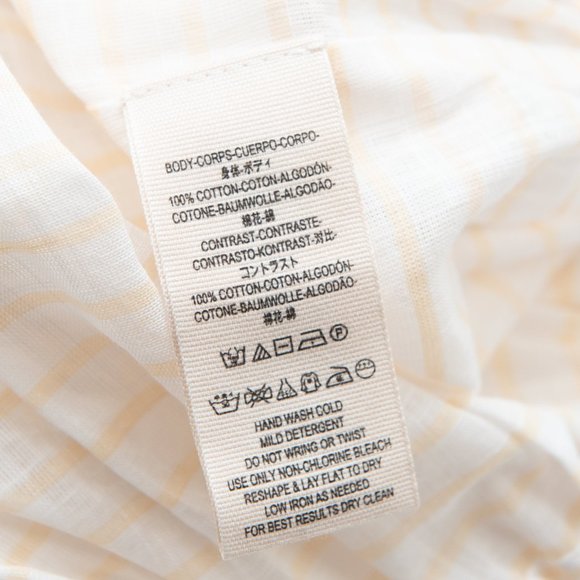 BODY-CORPS-CUERPO-CORPO-
身体-ボディ
100% COTTON-COTON-ALGODÓN-
COTONE-BAUMWOLLE-ALGODÃO-
棉花-綿
CONTRAST-CONTRASTE-
CONTRASTO-KONTRAST-对比-
コントラスト
100% COTTON-COTON-ALGODÓN-
COTONE-BAUMWOLLE-ALGODÃO-
棉花-綿
P
HAND WASH COLD
MILD DETERGENT
DO NOT WRING OR TWIST
USE ONLY NON-CHLORINE BLEACH
RESHAPE & LAY FLAT TO DRY
LOW IRON AS NEEDED
FOR BEST RESULTS DRY CLEAN